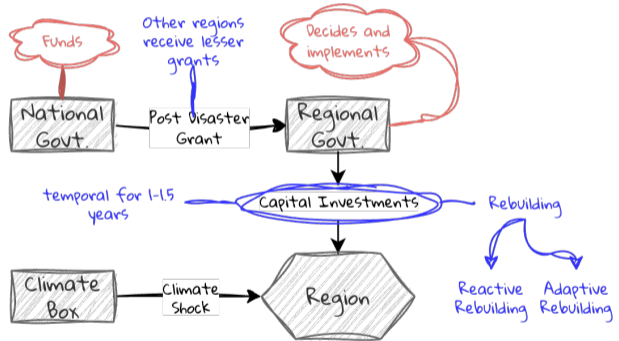 Funds
Other regions
receive lesser
grants
Decides and
implements
National
Govt.
Post Disaster
Grant
Regional
Govt.
temporal for 1-1.5
years
Capital Investments
Rebuilding
Reactive
Rebuilding
Adaptive
Rebuilding
Climate
Box
Climate
Shock
Region